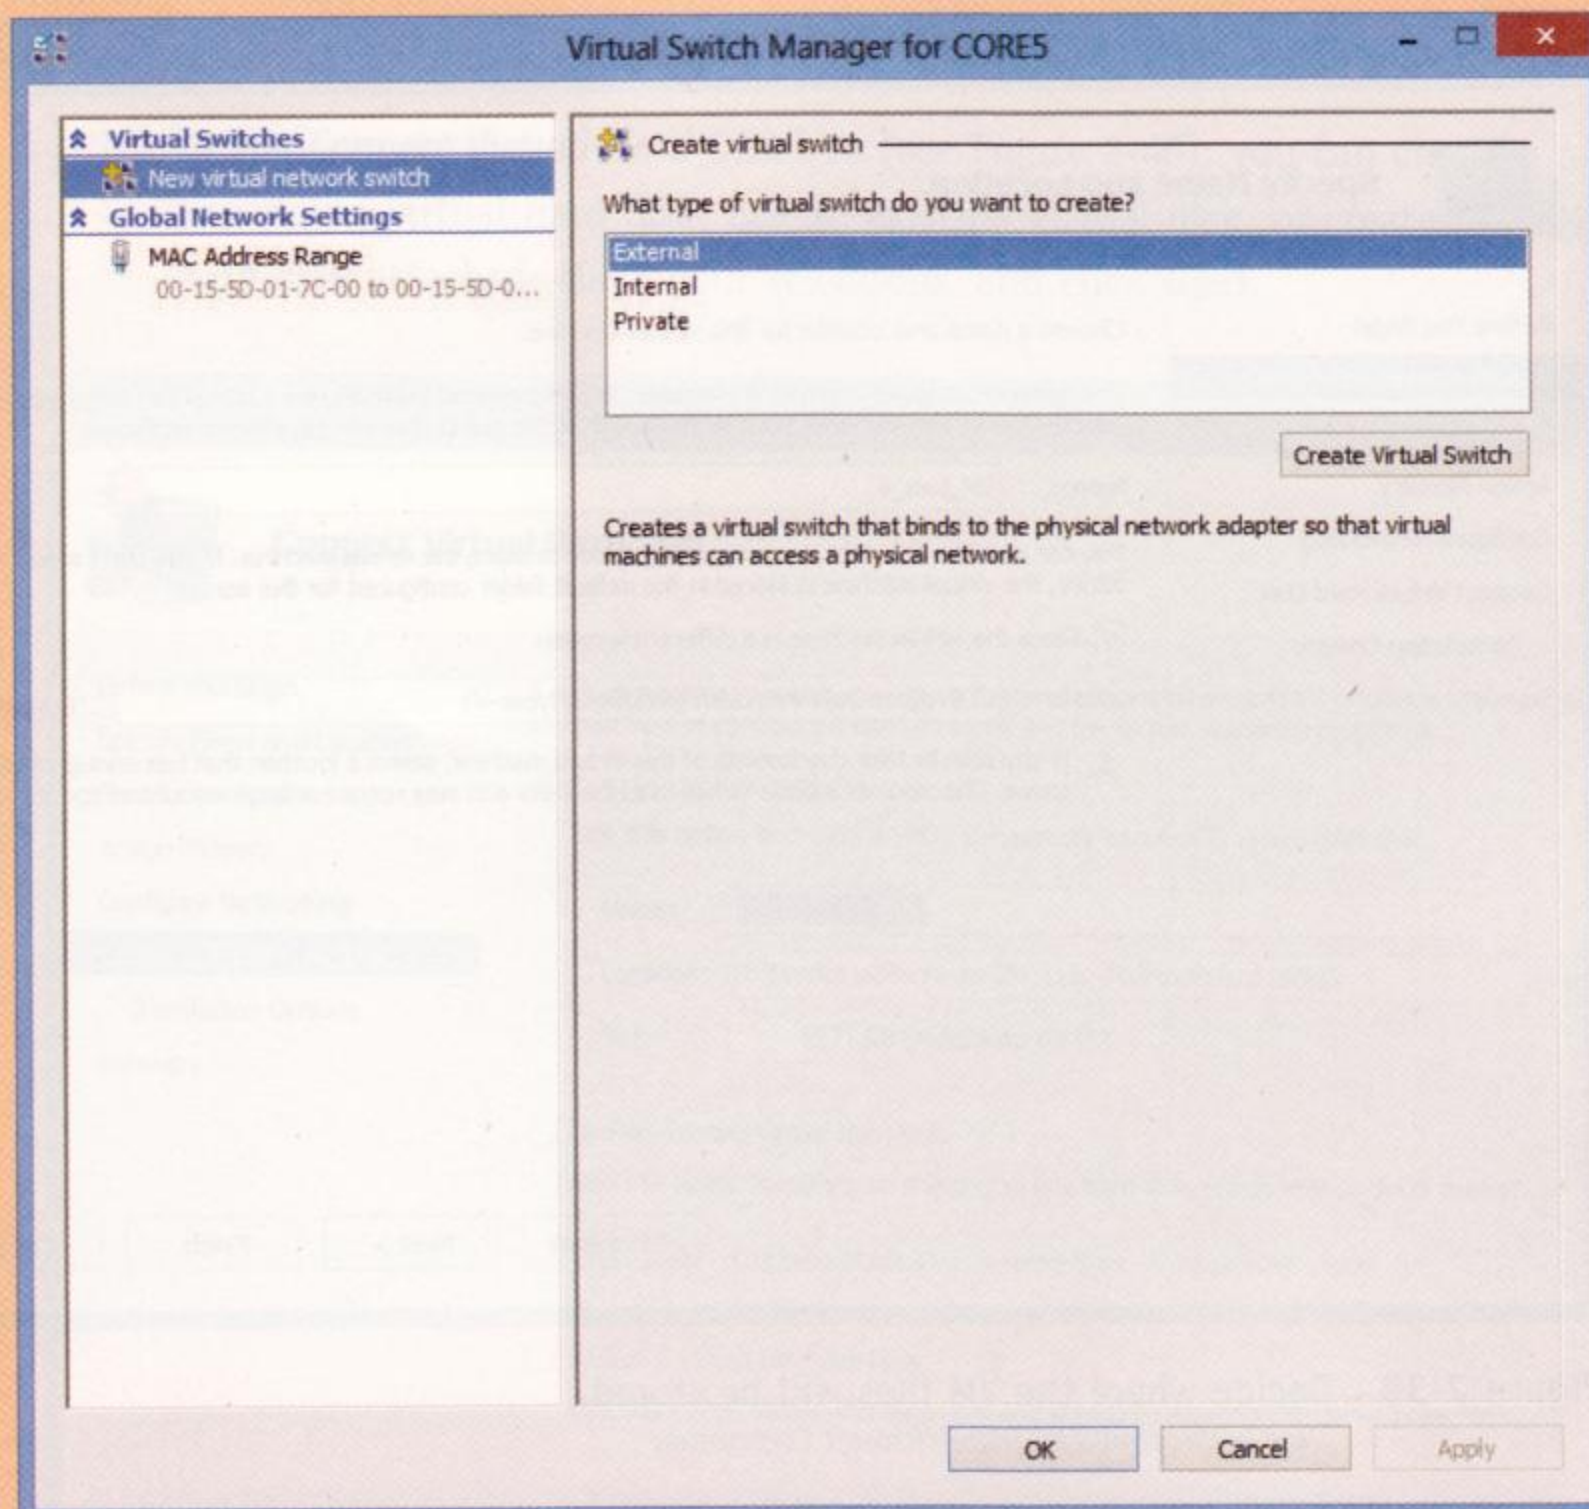 Virtual Switch Manager for CORE5
Virtual Switches
New virtual network switch
Global Network Settings
MAC Address Range
00-15-5D-01-7C-00 to 00-15-5D-0...
Create virtual switch
What type of virtual switch do you want to create?
External
Internal
Private
Create Virtual Switch
Creates a virtual switch that binds to the physical network adapter so that virtual
machines can access a physical network.
OK
Cancel
Apply